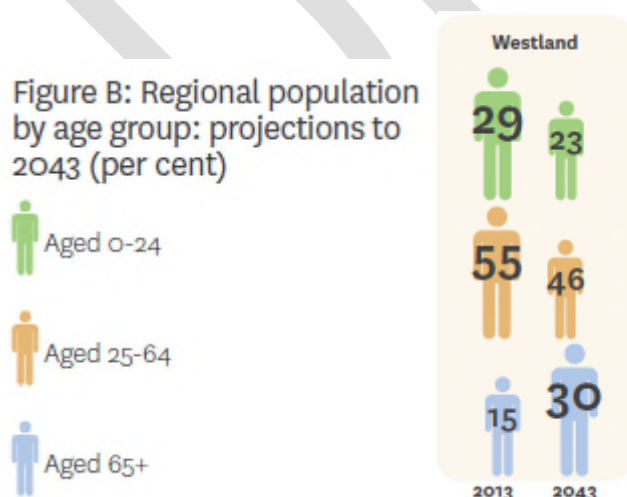 Westland
Figure B: Regional population
by age group: projections to
2043 (per cent)
29 23
Aged 0-24
55 46
Aged 25-64
15 30
Aged 65+
2013 2043